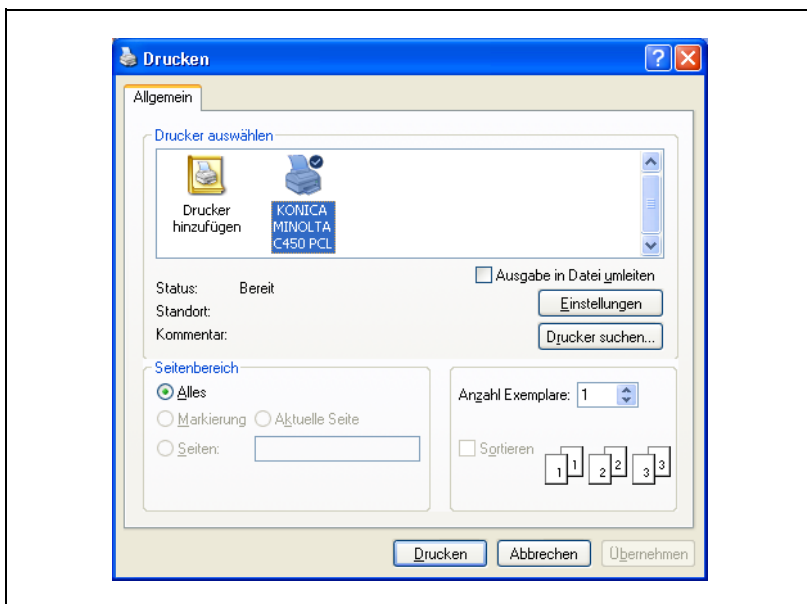 Drucken
Allgemein
Drucker auswählen
Drucker
hinzufügen
KONICA
MINOLTA
C450 PCL
Ausgabe in Datei umleiten
Status: Bereit
Einstellungen
Standort:
Kommentar:
Drucker suchen...
Seitenbereich
Alles
Markierung Aktuelle Seite
Seiten:
Anzahl Exemplare: 1
Sortieren
1 1 2 2 3 3
Drucken Abbrechen Übernehmen